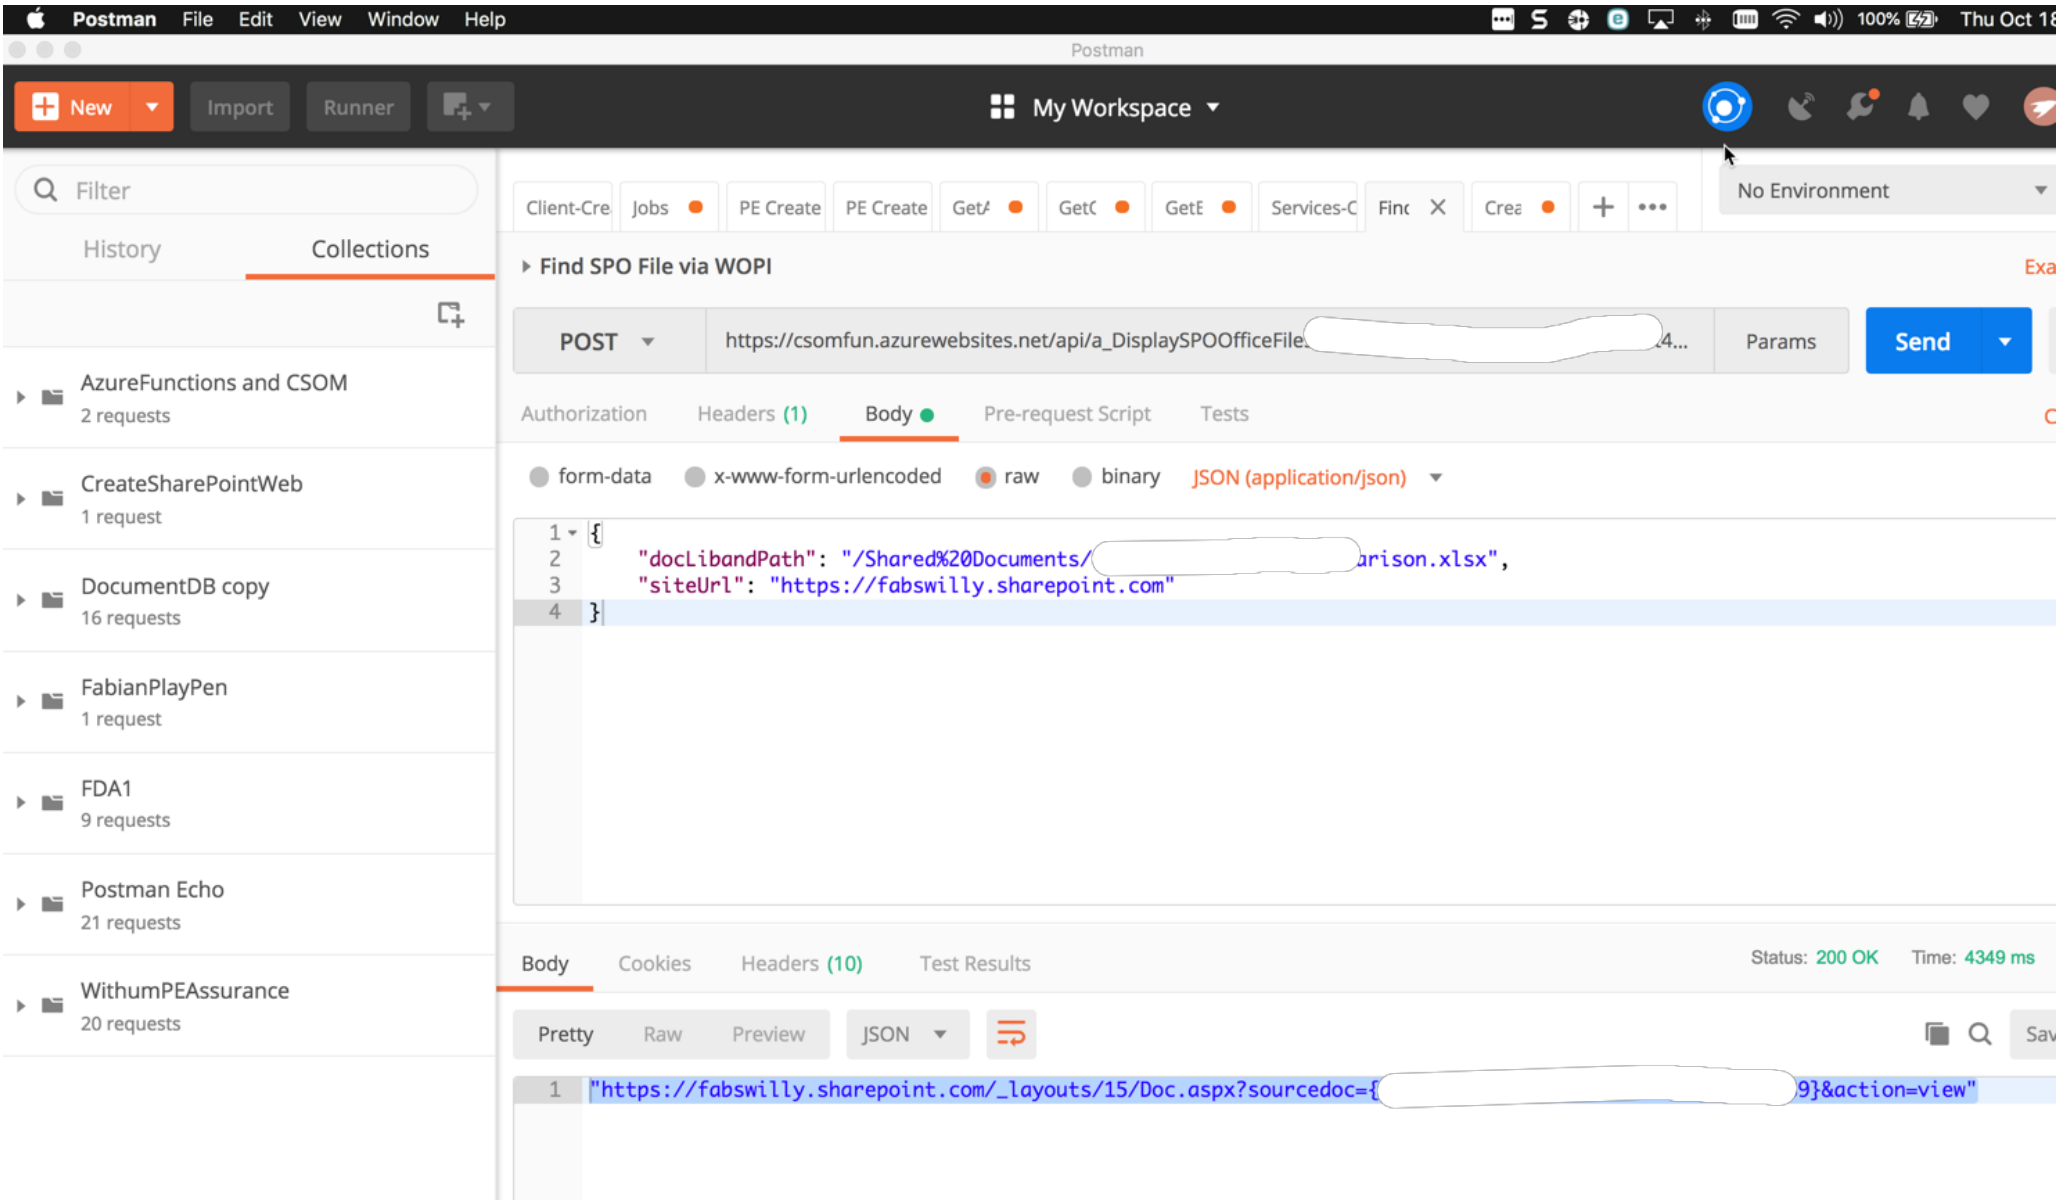 Postman File Edit View Window Help 100% Thu Oct 18
Postman
New Import Runner My Workspace
Filter
History Collections
AzureFunctions and CSOM
2 requests
CreateSharePointWeb
1 request
DocumentDB copy
16 requests
FabianPlayPen
1 request
FDA1
9 requests
Postman Echo
21 requests
WithumPEAssurance
20 requests
Client-Cre Jobs PE Create PE Create GetA GetC GetE Services-C Find Crea + ••• No Environment
Find SPO File via WOPI Exa
POST https://csomfun.azurewebsites.net/api/a_DisplaySPOOfficeFile 4... Params Send
Authorization Headers (1) Body Pre-request Script Tests C
form-data x-www-form-urlencoded raw binary JSON (application/json)
1 {
2 "docLibandPath": "/Shared%20Documents/ arison.xlsx",
3 "siteUrl": "https://fabswilly.sharepoint.com"
4 }
Body Cookies Headers (10) Test Results Status: 200 OK Time: 4349 ms
Pretty Raw Preview JSON Sav
1 "https://fabswilly.sharepoint.com/_layouts/15/Doc.aspx?sourcedoc={ 9}&action=view"